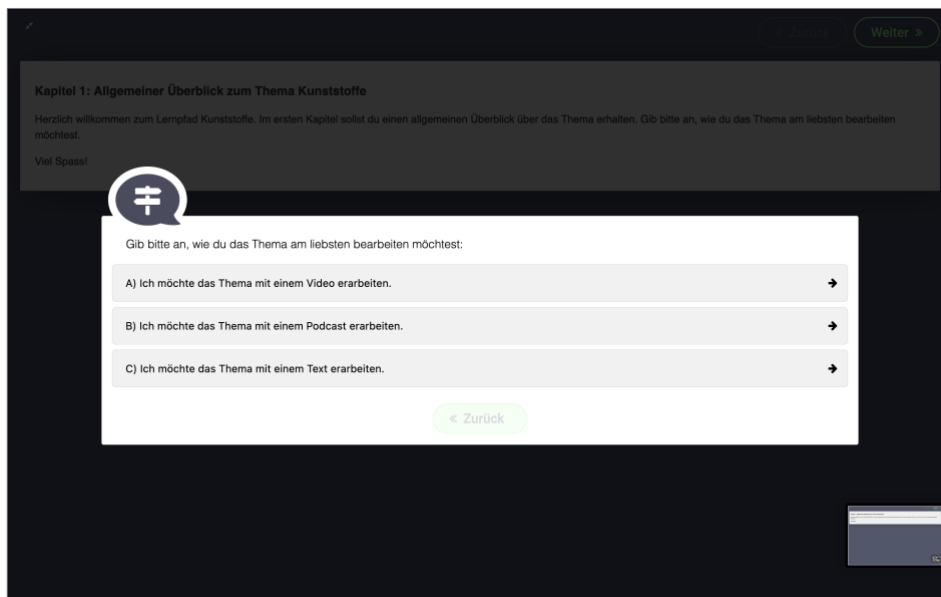 « Zurück
Weiter »
Kapitel 1: Allgemeiner Überblick zum Thema Kunststoffe
Herzlich willkommen zum Lernpfad Kunststoffe. Im ersten Kapitel sollst du einen allgemeinen Überblick über das Thema erhalten. Gib bitte an, wie du das Thema am liebsten bearbeiten
möchtest.
Viel Spass!
Gib bitte an, wie du das Thema am liebsten bearbeiten möchtest:
A) Ich möchte das Thema mit einem Video erarbeiten.
B) Ich möchte das Thema mit einem Podcast erarbeiten.
C) Ich möchte das Thema mit einem Text erarbeiten.
« Zurück